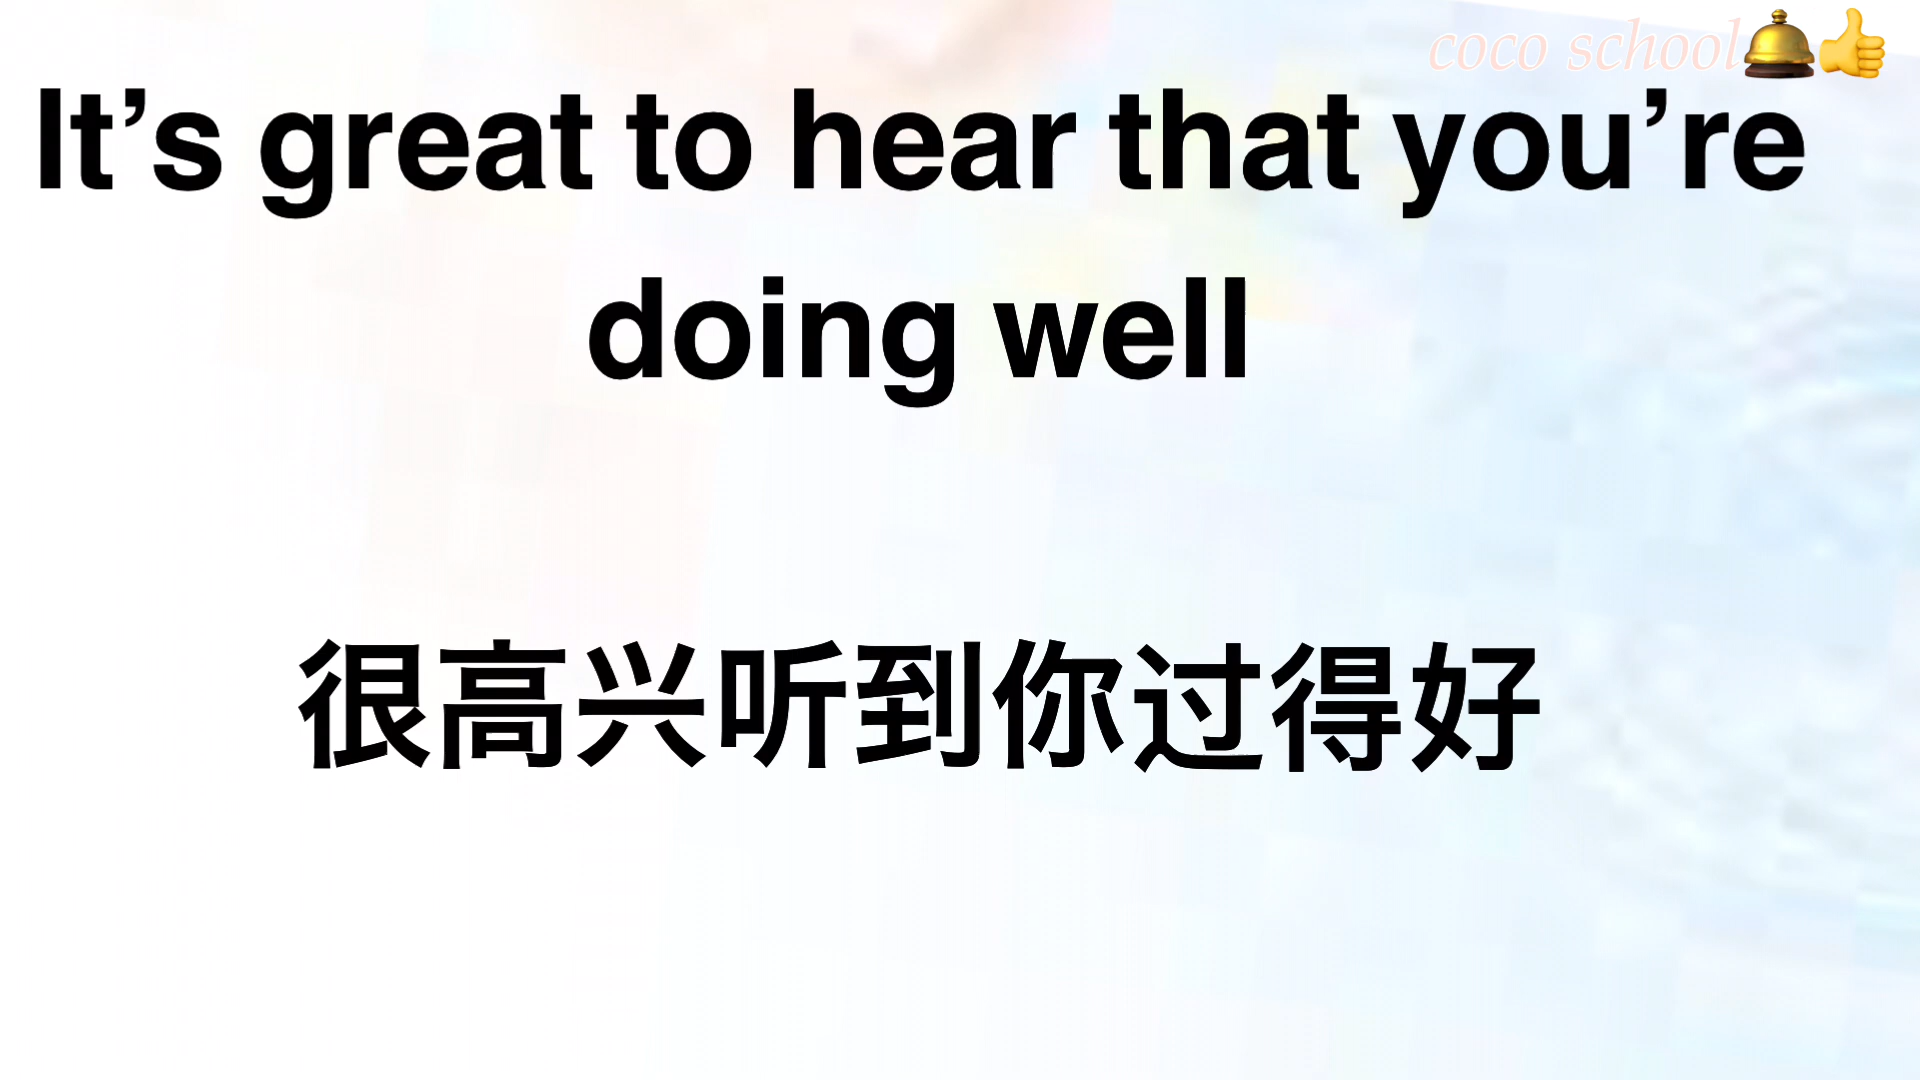 coco school🛎️👍
It’s great to hear that you’re
doing well
很高兴听到你过得好